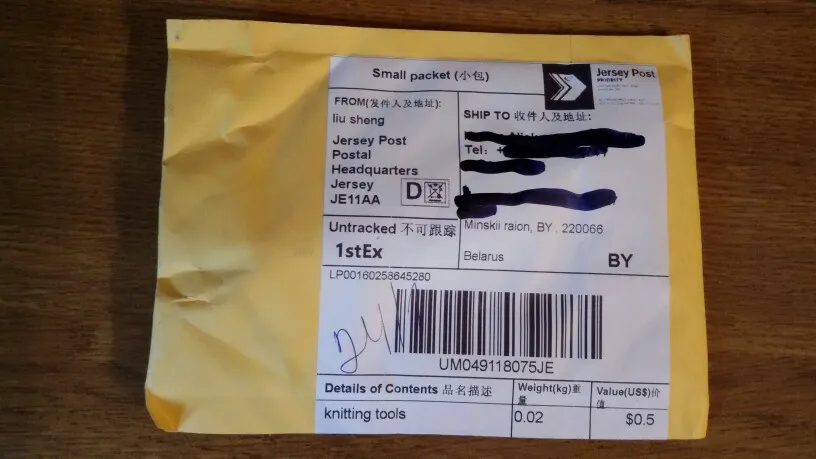 Small packet (小包)
Jersey Post
PRIORITY
FROM(发件人及地址):
liu sheng
Jersey Post
Postal
Headquarters
Jersey
JE11AA
D
SHIP TO 收件人及地址:
Tel: +
Minskii raion, BY , 220066
Belarus
BY
Untracked 不可跟踪
1stEx
LP00160258645280
UM049118075JE
Details of Contents 品名描述
Weight(kg)重
量
Value(US$)价
值
knitting tools
0.02
$0.5